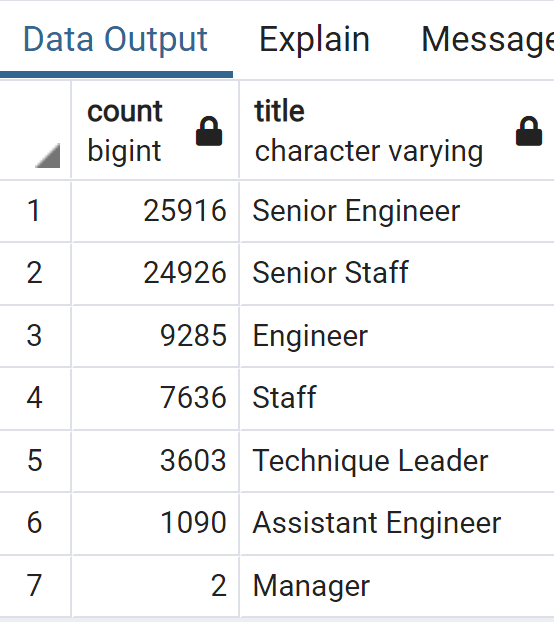 Data Output Explain Message
count title
bigint character varying
1 25916 Senior Engineer
2 24926 Senior Staff
3 9285 Engineer
4 7636 Staff
5 3603 Technique Leader
6 1090 Assistant Engineer
7 2 Manager